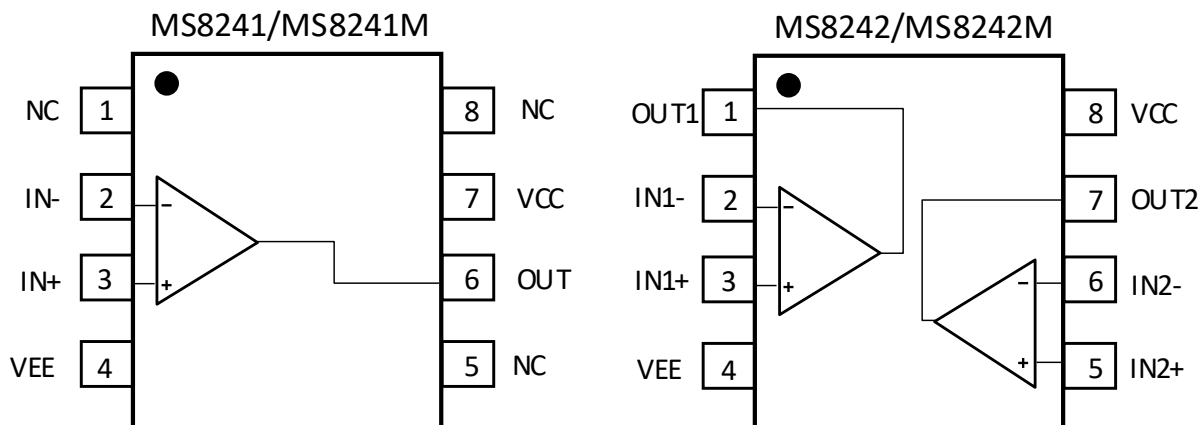 MS8241/MS8241M
NC 1 8 NC
IN- 2 - 7 VCC
IN+ 3 + 6 OUT
VEE 4 5 NC
MS8242/MS8242M
OUT1 1 8 VCC
IN1- 2 - 7 OUT2
IN1+ 3 + - 6 IN2-
VEE 4 + 5 IN2+